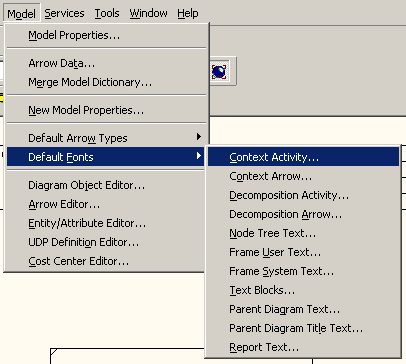 Model Services Tools Window Help
Model Properties...
Arrow Data...
Merge Model Dictionary...
New Model Properties...
Default Arrow Types
Default Fonts
Diagram Object Editor...
Arrow Editor...
Entity/Attribute Editor...
UDP Definition Editor...
Cost Center Editor...
Context Activity...
Context Arrow...
Decomposition Activity...
Decomposition Arrow...
Node Tree Text...
Frame User Text...
Frame System Text...
Text Blocks...
Parent Diagram Text...
Parent Diagram Title Text...
Report Text...